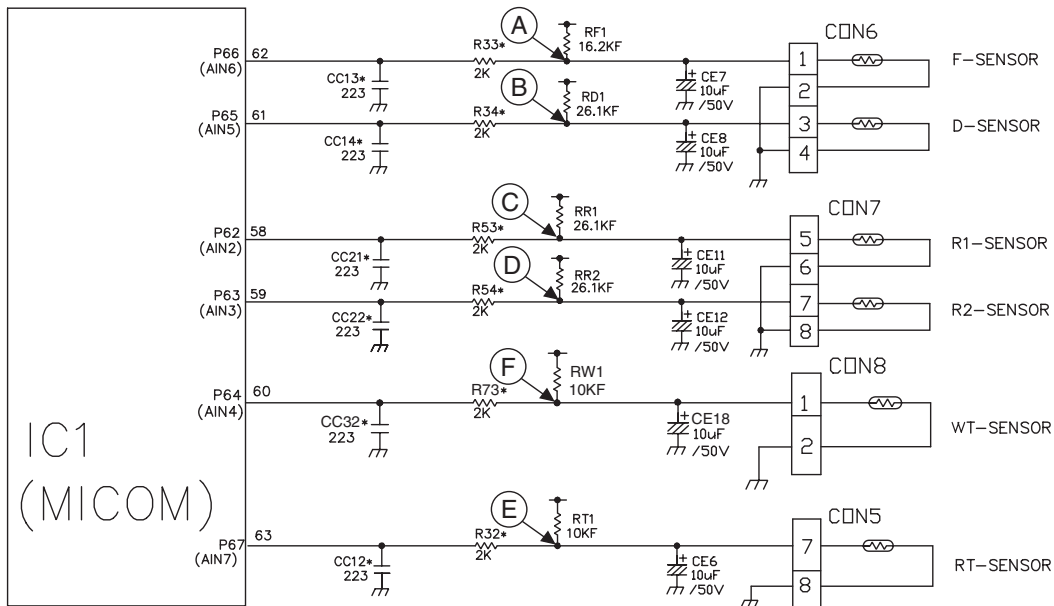 A
B
C
D
F
E
IC1
(MICOM)
P66
(AIN6)
62
CC13*
223
R33*
2K
RF1
16.2KF
CE7
10uF
/50V
CON6
1
2
3
4
F-SENSOR
P65
(AIN5)
61
CC14*
223
R34*
2K
RD1
26.1KF
CE8
10uF
/50V
D-SENSOR
P62
(AIN2)
58
CC21*
223
R53*
2K
RR1
26.1KF
CE11
10uF
/50V
CON7
5
6
7
8
R1-SENSOR
P63
(AIN3)
59
CC22*
223
R54*
2K
RR2
26.1KF
CE12
10uF
/50V
R2-SENSOR
P64
(AIN4)
60
CC32*
223
R73*
2K
RW1
10KF
CE18
10uF
/50V
CON8
1
2
WT-SENSOR
P67
(AIN7)
63
CC12*
223
R32*
2K
RT1
10KF
CE6
10uF
/50V
CON5
7
8
RT-SENSOR